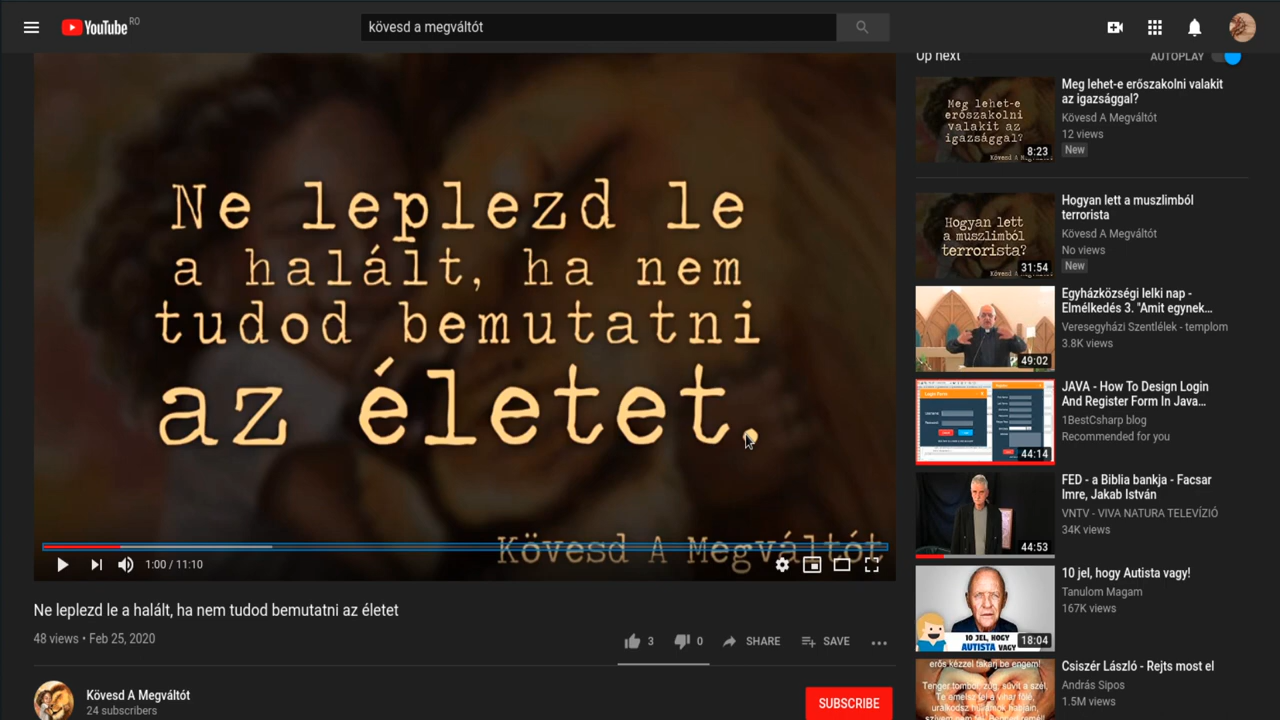 YouTube RO
kövesd a megváltót
Ne leplezd le
a halált, ha nem
tudod bemutatni
az életet.
Kövesd A Megváltót
1:00 / 11:10
Ne leplezd le a halált, ha nem tudod bemutatni az életet
48 views • Feb 25, 2020
3
0
SHARE
SAVE
Kövesd A Megváltót
24 subscribers
SUBSCRIBE
Up next
AUTOPLAY
Meg lehet-e
erőszakolni
valakit az
igazsággal?
8:23
Meg lehet-e erőszakolni valakit
az igazsággal?
Kövesd A Megváltót
12 views
New
Hogyan lett
a muszlimból
terrorista?
31:54
Hogyan lett a muszlimból
terrorista
Kövesd A Megváltót
No views
New
49:02
Egyházközségi lelki nap -
Elmélkedés 3. "Amit egynek...
Veresegyházi Szentlélek - templom
3.8K views
44:14
JAVA - How To Design Login
And Register Form In Java...
1BestCsharp blog
Recommended for you
44:53
FED - a Biblia bankja - Facsar
Imre, Jakab István
VNTV - VIVA NATURA TELEVÍZIÓ
34K views
10 JEL, HOGY
AUTISTA VAGY
18:04
10 jel, hogy Autista vagy!
Tanulom Magam
167K views
erős kézzel takarj be engem!
Tenger tombol, zúg, süvít a szél,
Csiszér László - Rejts most el
András Sipos
1.5M views